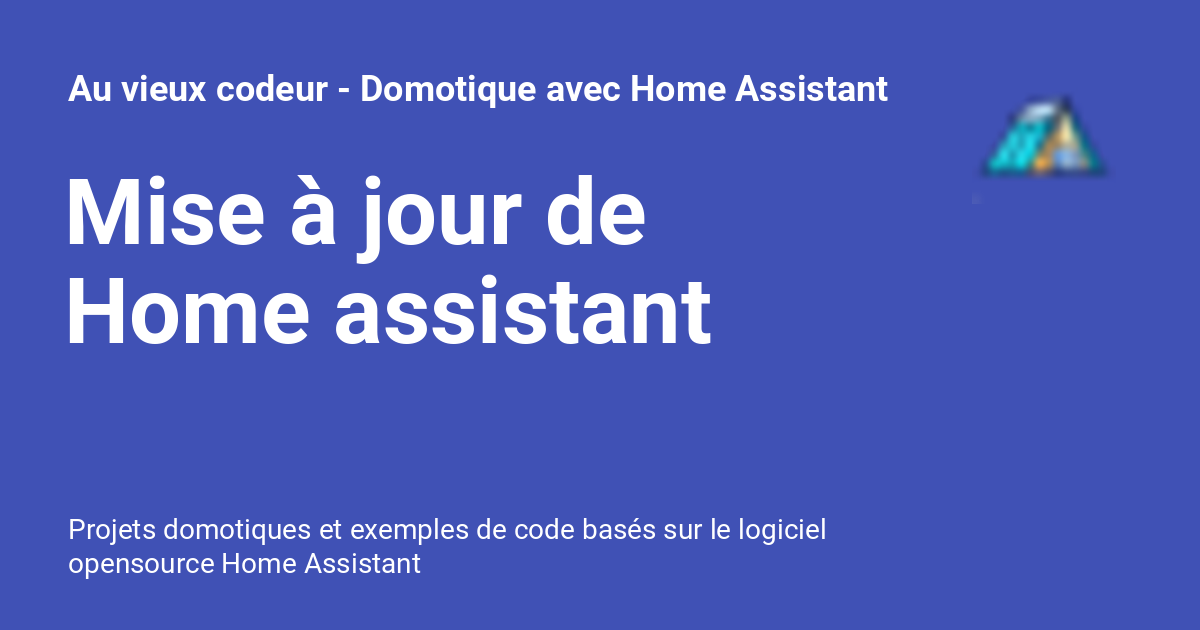 Au vieux codeur - Domotique avec Home Assistant
Mise à jour de
Home assistant
Projets domotiques et exemples de code basés sur le logiciel
opensource Home Assistant